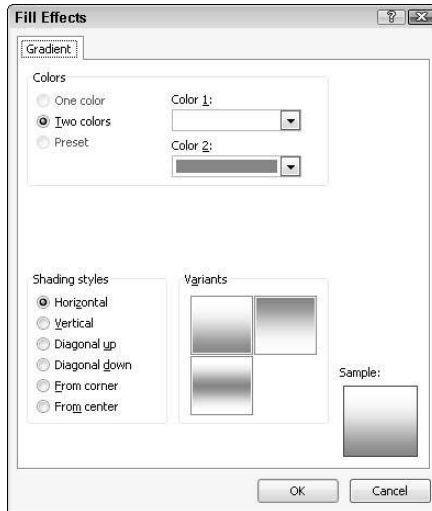 Fill Effects
Gradient
Colors
One color
Two colors
Preset
Color 1:
Color 2:
Shading styles
Horizontal
Vertical
Diagonal up
Diagonal down
From corner
From center
Variants
Sample:
OK
Cancel